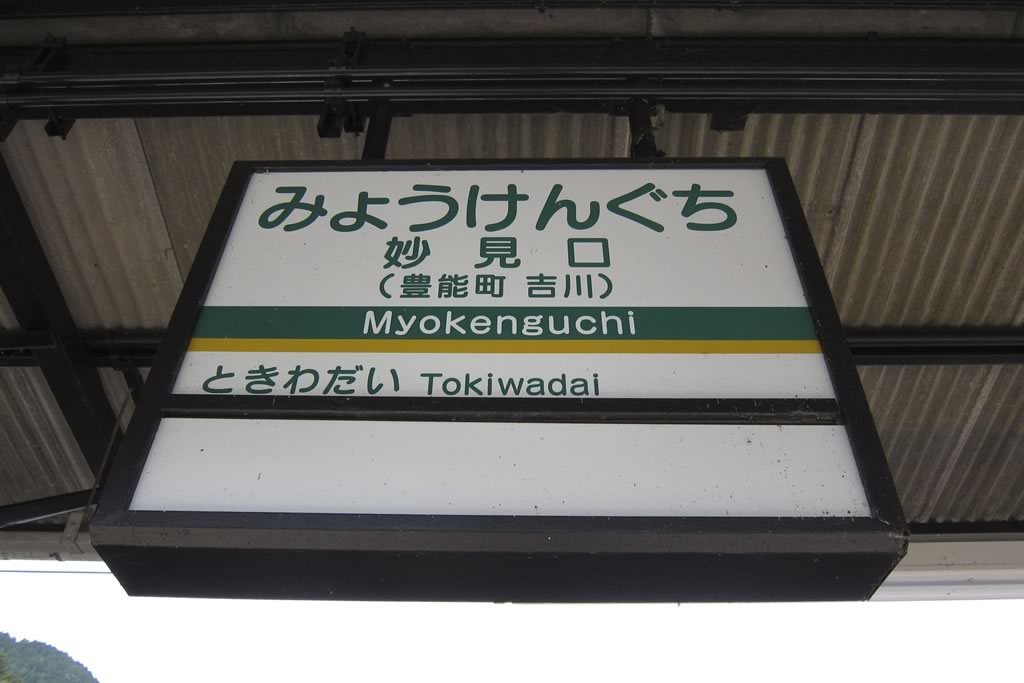 みょうけんぐち
妙見口
(豊能町 吉川)
Myokenguchi
ときわだい Tokiwadai